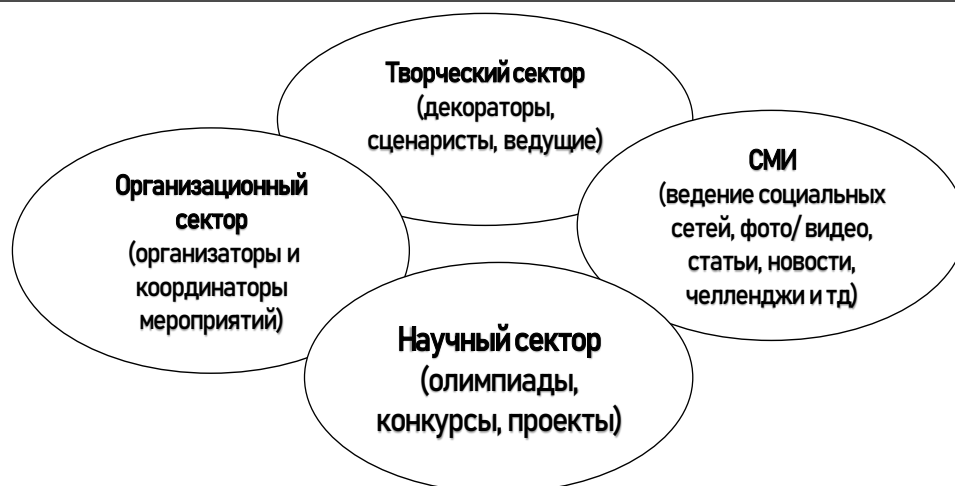 Творческий сектор
(декораторы,
сценаристы, ведущие)
Организационный
сектор
(организаторы и
координаторы
мероприятий)
СМИ
(ведение социальных
сетей, фото/ видео,
статьи, новости,
челленджи и тд)
Научный сектор
(олимпиады,
конкурсы, проекты)